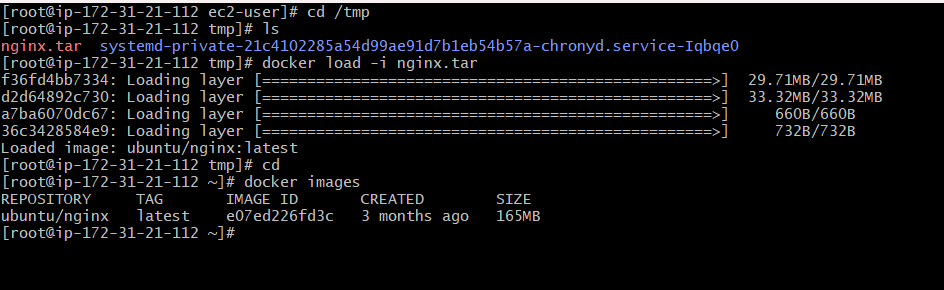 [root@ip-172-31-21-112 ec2-user]# cd /tmp
[root@ip-172-31-21-112 tmp]# ls
nginx.tar  systemd-private-21c4102285a54d99ae91d7b1eb54b57a-chronyd.service-Iqbqe0
[root@ip-172-31-21-112 tmp]# docker load -i nginx.tar
f36fd4bb7334: Loading layer [==================================================>]  29.71MB/29.71MB
d2d64892c730: Loading layer [==================================================>]  33.32MB/33.32MB
a7ba6070dc67: Loading layer [==================================================>]     660B/660B
36c3428584e9: Loading layer [==================================================>]     732B/732B
Loaded image: ubuntu/nginx:latest
[root@ip-172-31-21-112 tmp]# cd
[root@ip-172-31-21-112 ~]# docker images
REPOSITORY     TAG       IMAGE ID       CREATED        SIZE
ubuntu/nginx   latest    e07ed226fd3c   3 months ago   165MB
[root@ip-172-31-21-112 ~]#